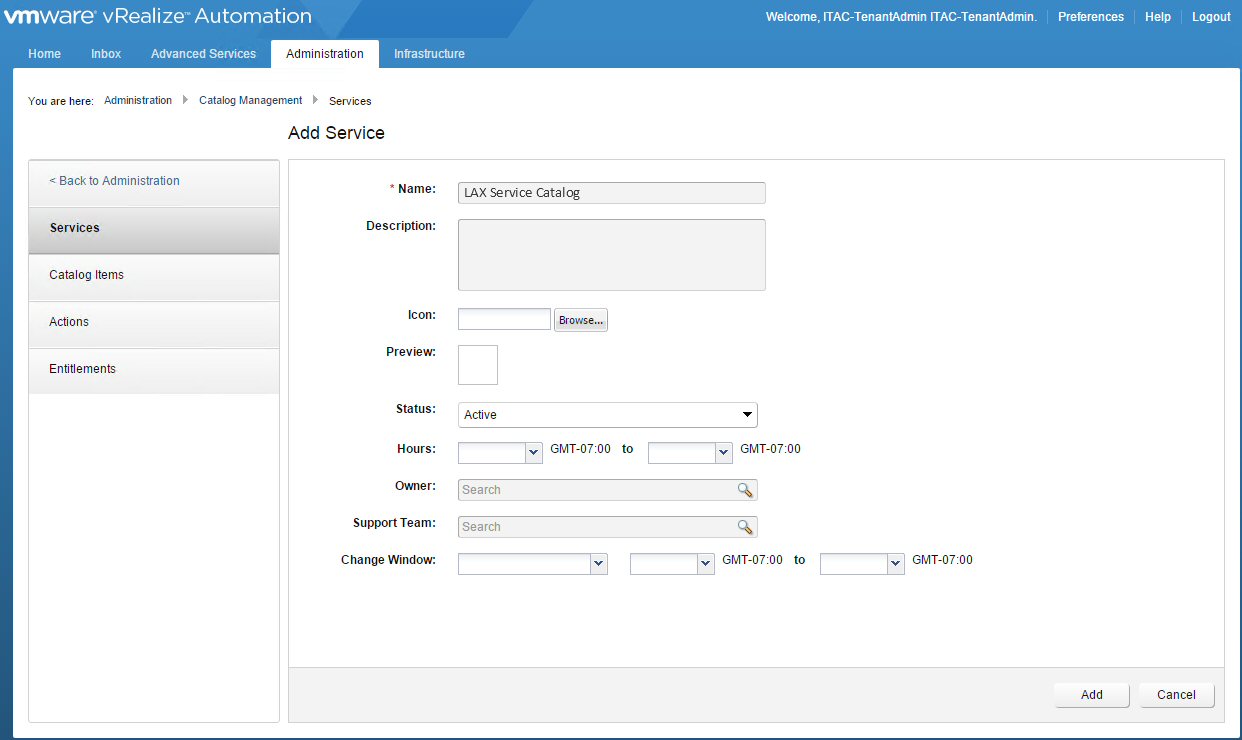 vmware® vRealize™ Automation
Welcome, ITAC-TenantAdmin ITAC-TenantAdmin. Preferences Help Logout
Home Inbox Advanced Services Administration Infrastructure
You are here: Administration Catalog Management Services
Add Service
< Back to Administration
Services
Catalog Items
Actions
Entitlements
* Name: LAX Service Catalog
Description:
Icon: Browse...
Preview:
Status: Active
Hours: GMT-07:00 to GMT-07:00
Owner: Search
Support Team: Search
Change Window: GMT-07:00 to GMT-07:00
Add Cancel